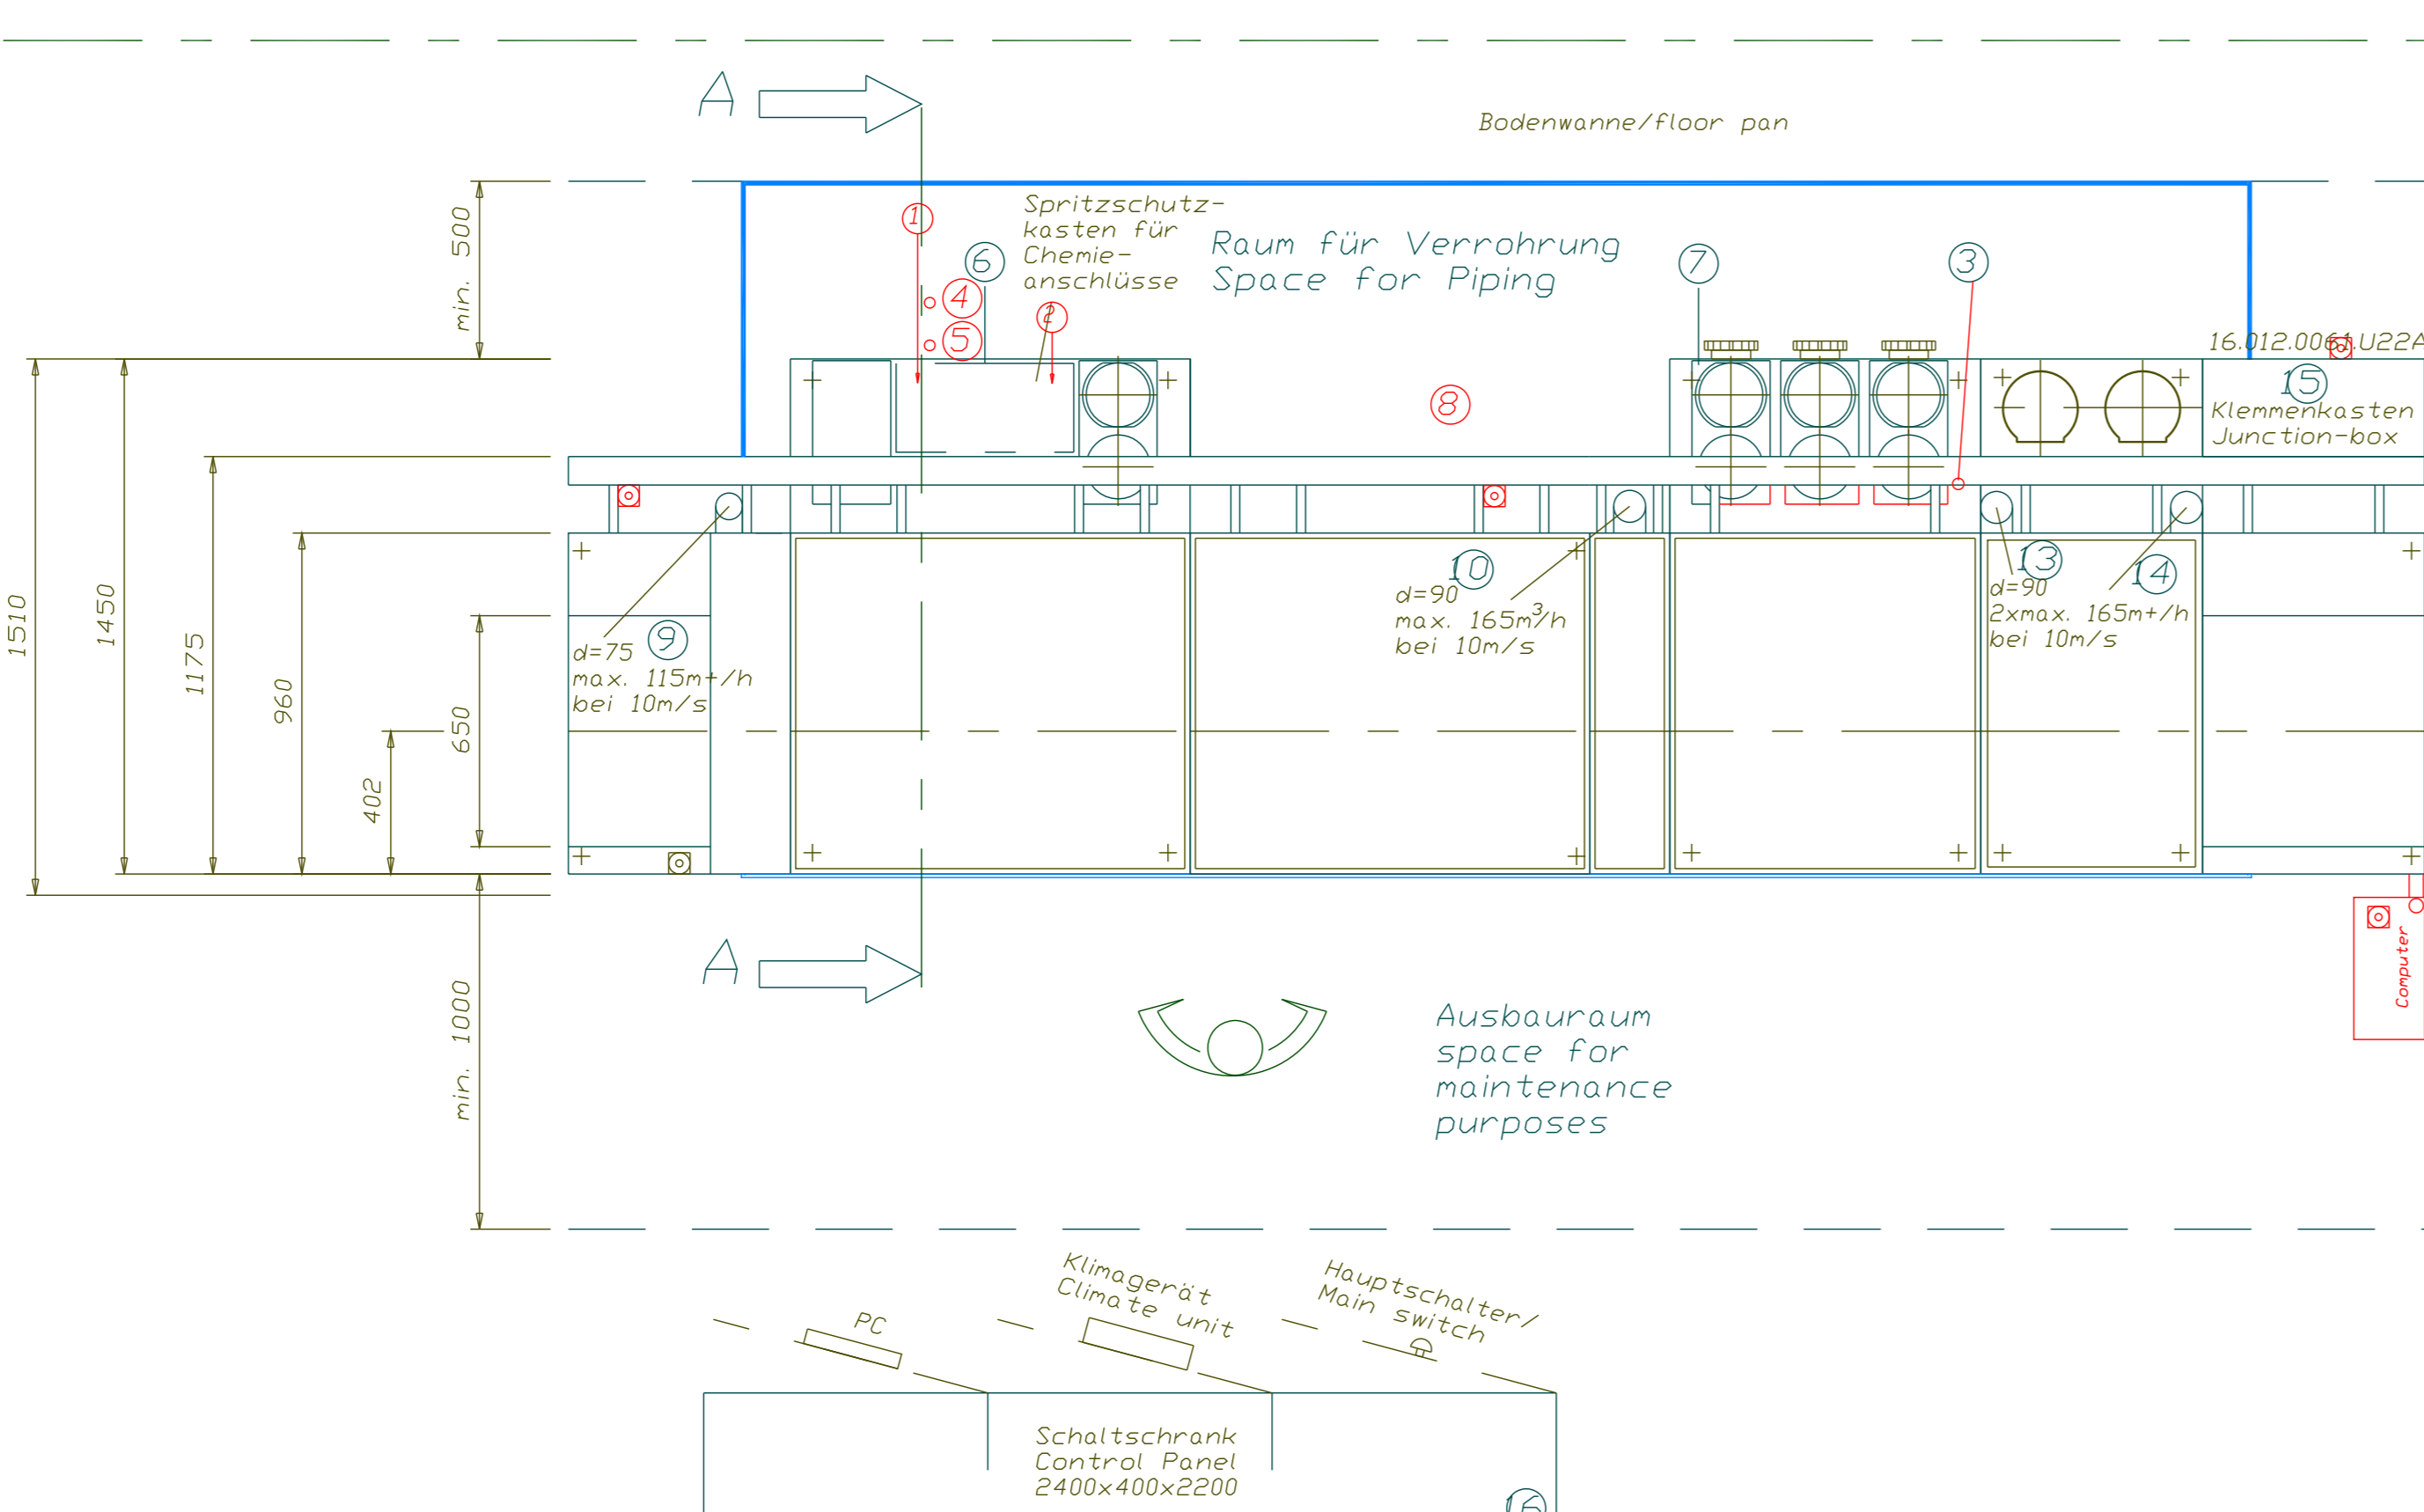 A
Bodenwanne/floor pan
min. 500
1
6
Spritzschutz-
kasten für
Chemie-
anschlüsse
Raum für Verrohrung
Space for Piping
7
3
4
5
2
16.012.0061.U22A
8
15
Klemmenkasten
Junction-box
1510
1450
1175
960
650
402
9
d=75
max. 115m+/h
bei 10m/s
10
d=90
max. 165m³/h
bei 10m/s
13
14
d=90
2xmax. 165m+/h
bei 10m/s
A
min. 1000
Computer
Ausbauraum
space for
maintenance
purposes
PC
Klimagerät
Climate unit
Hauptschalter/
Main switch
Schaltschrank
Control Panel
2400x400x2200
16